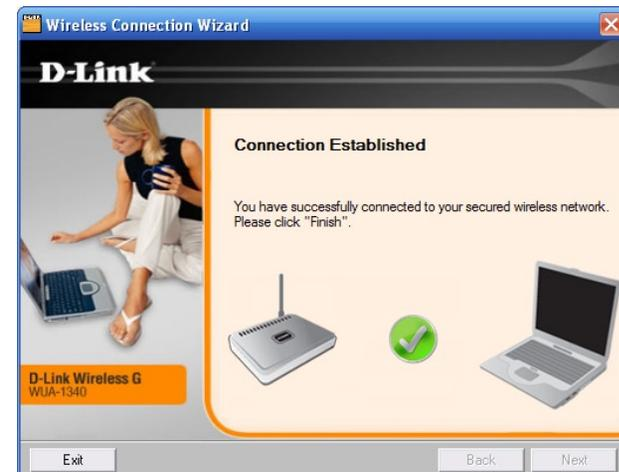 Wireless Connection Wizard
D-Link
Connection Established
You have successfully connected to your secured wireless network.
Please click "Finish".
D-Link Wireless G
WUA-1340
Exit
Back
Next